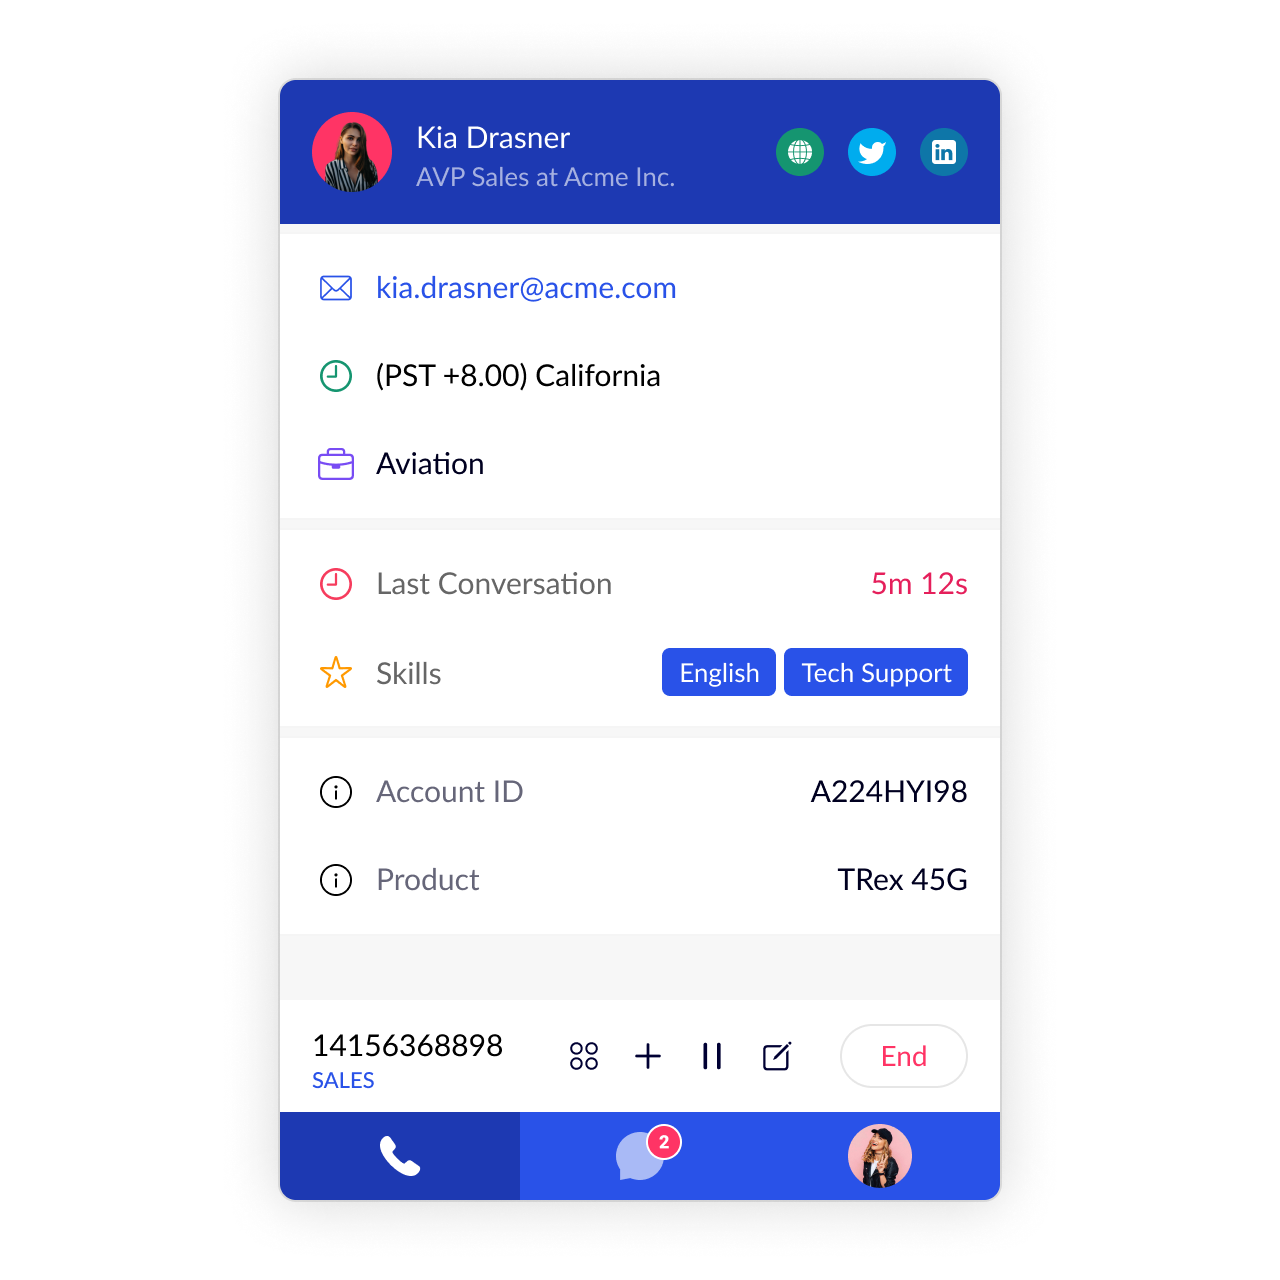 Kia Drasner
AVP Sales at Acme Inc.
in
kia.drasner@acme.com
(PST +8.00) California
Aviation
Last Conversation 5m 12s
Skills English Tech Support
Account ID A224HYI98
Product TRex 45G
14156368898
SALES
End
2